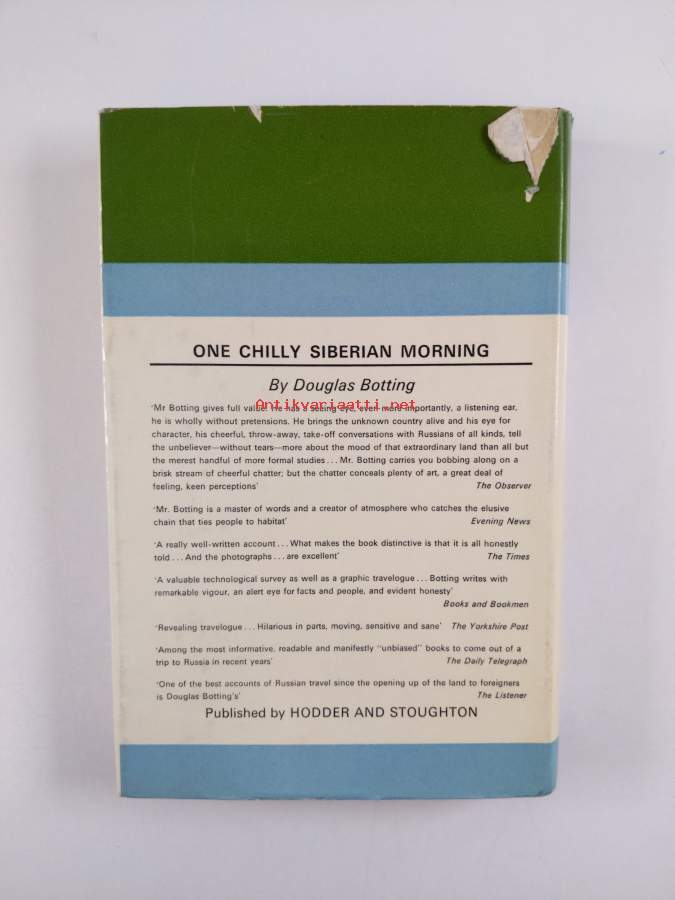 ONE CHILLY SIBERIAN MORNING
By Douglas Botting
Antikvariaatti.net
'Mr Botting gives full value. He has a seeing eye, even more importantly, a listening ear,
he is wholly without pretensions. He brings the unknown country alive and his eye for
character, his cheerful, throw-away, take-off conversations with Russians of all kinds, tell
the unbeliever—without tears—more about the mood of that extraordinary land than all but
the merest handful of more formal studies... Mr. Botting carries you bobbing along on a
brisk stream of cheerful chatter; but the chatter conceals plenty of art, a great deal of
feeling, keen perceptions' The Observer
'Mr. Botting is a master of words and a creator of atmosphere who catches the elusive
chain that ties people to habitat' Evening News
'A really well-written account... What makes the book distinctive is that it is all honestly
told... And the photographs... are excellent' The Times
'A valuable technological survey as well as a graphic travelogue... Botting writes with
remarkable vigour, an alert eye for facts and people, and evident honesty'
Books and Bookmen
'Revealing travelogue... Hilarious in parts, moving, sensitive and sane' The Yorkshire Post
'Among the most informative, readable and manifestly "unbiased" books to come out of a
trip to Russia in recent years' The Daily Telegraph
'One of the best accounts of Russian travel since the opening up of the land to foreigners
is Douglas Botting's' The Listener
Published by HODDER AND STOUGHTON